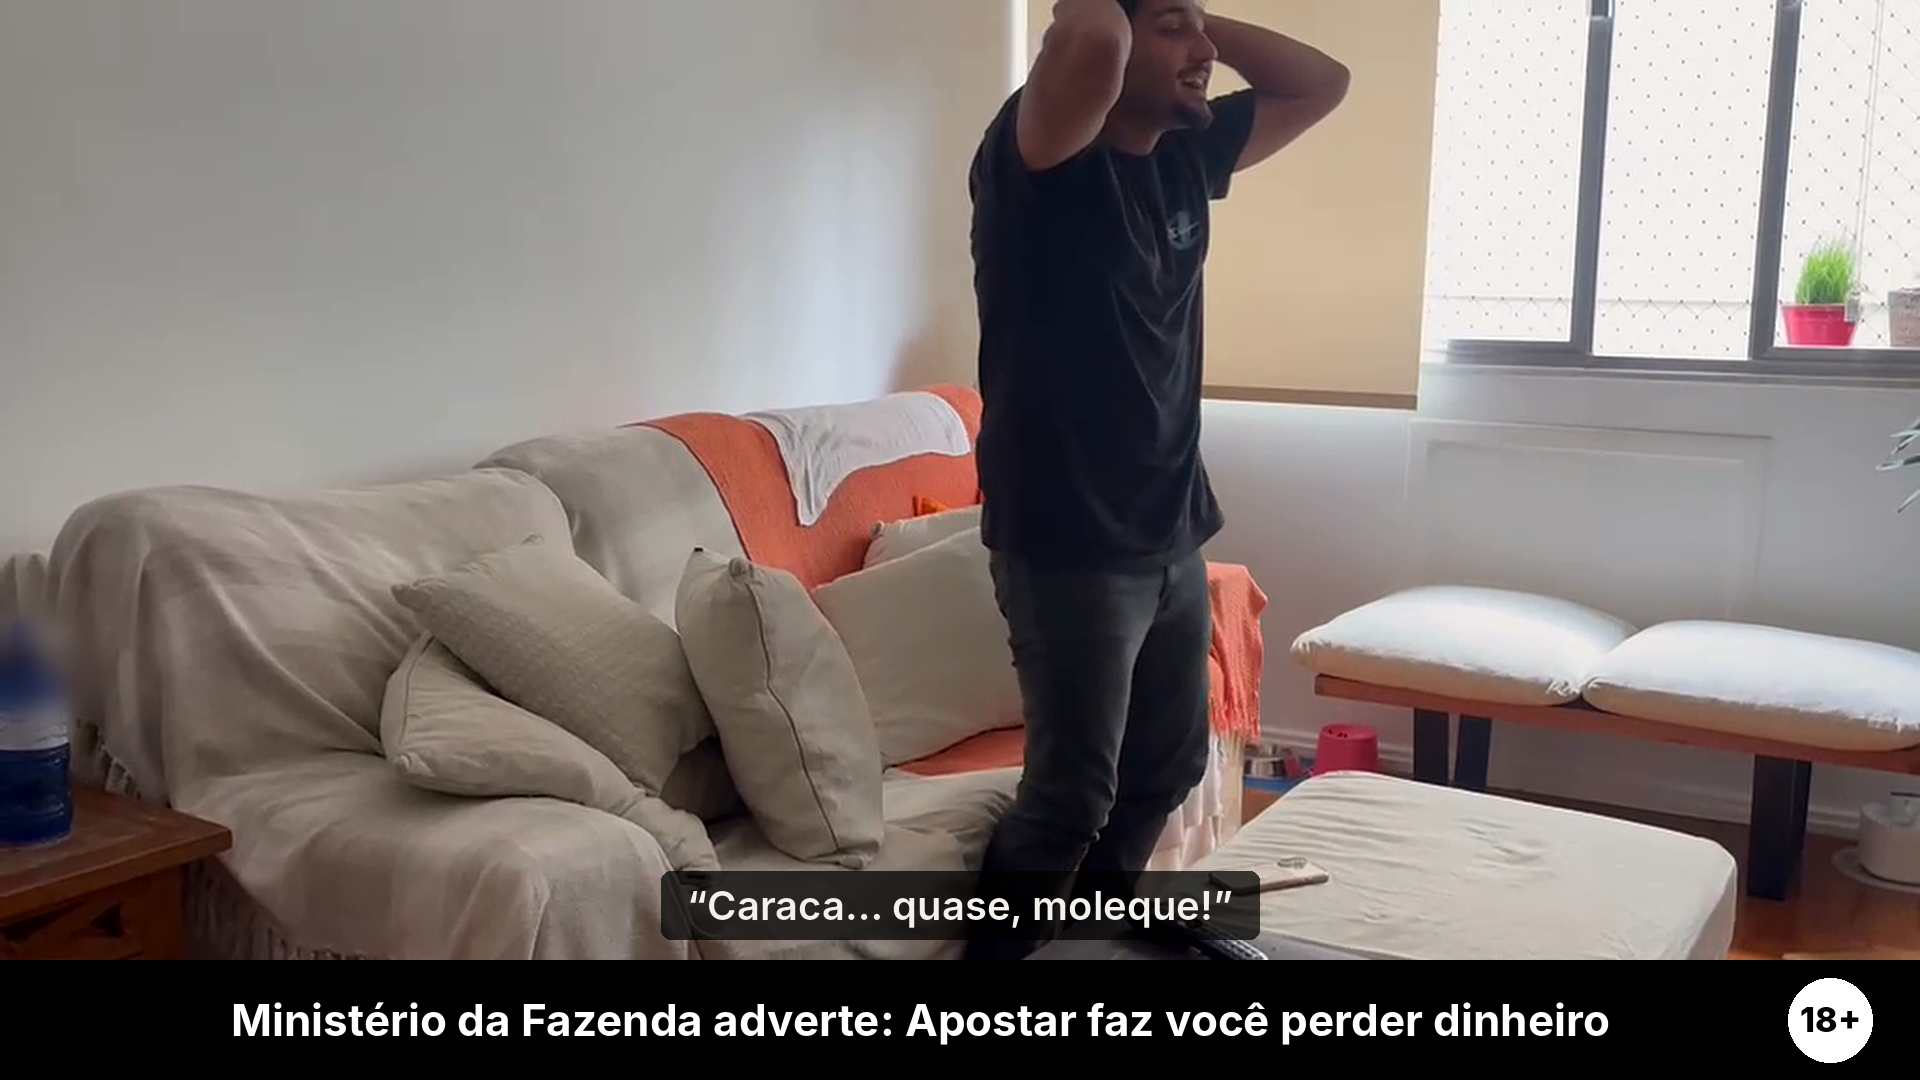 “Caraca... quase, moleque!”
Ministério da Fazenda adverte: Apostar faz você perder dinheiro
18+